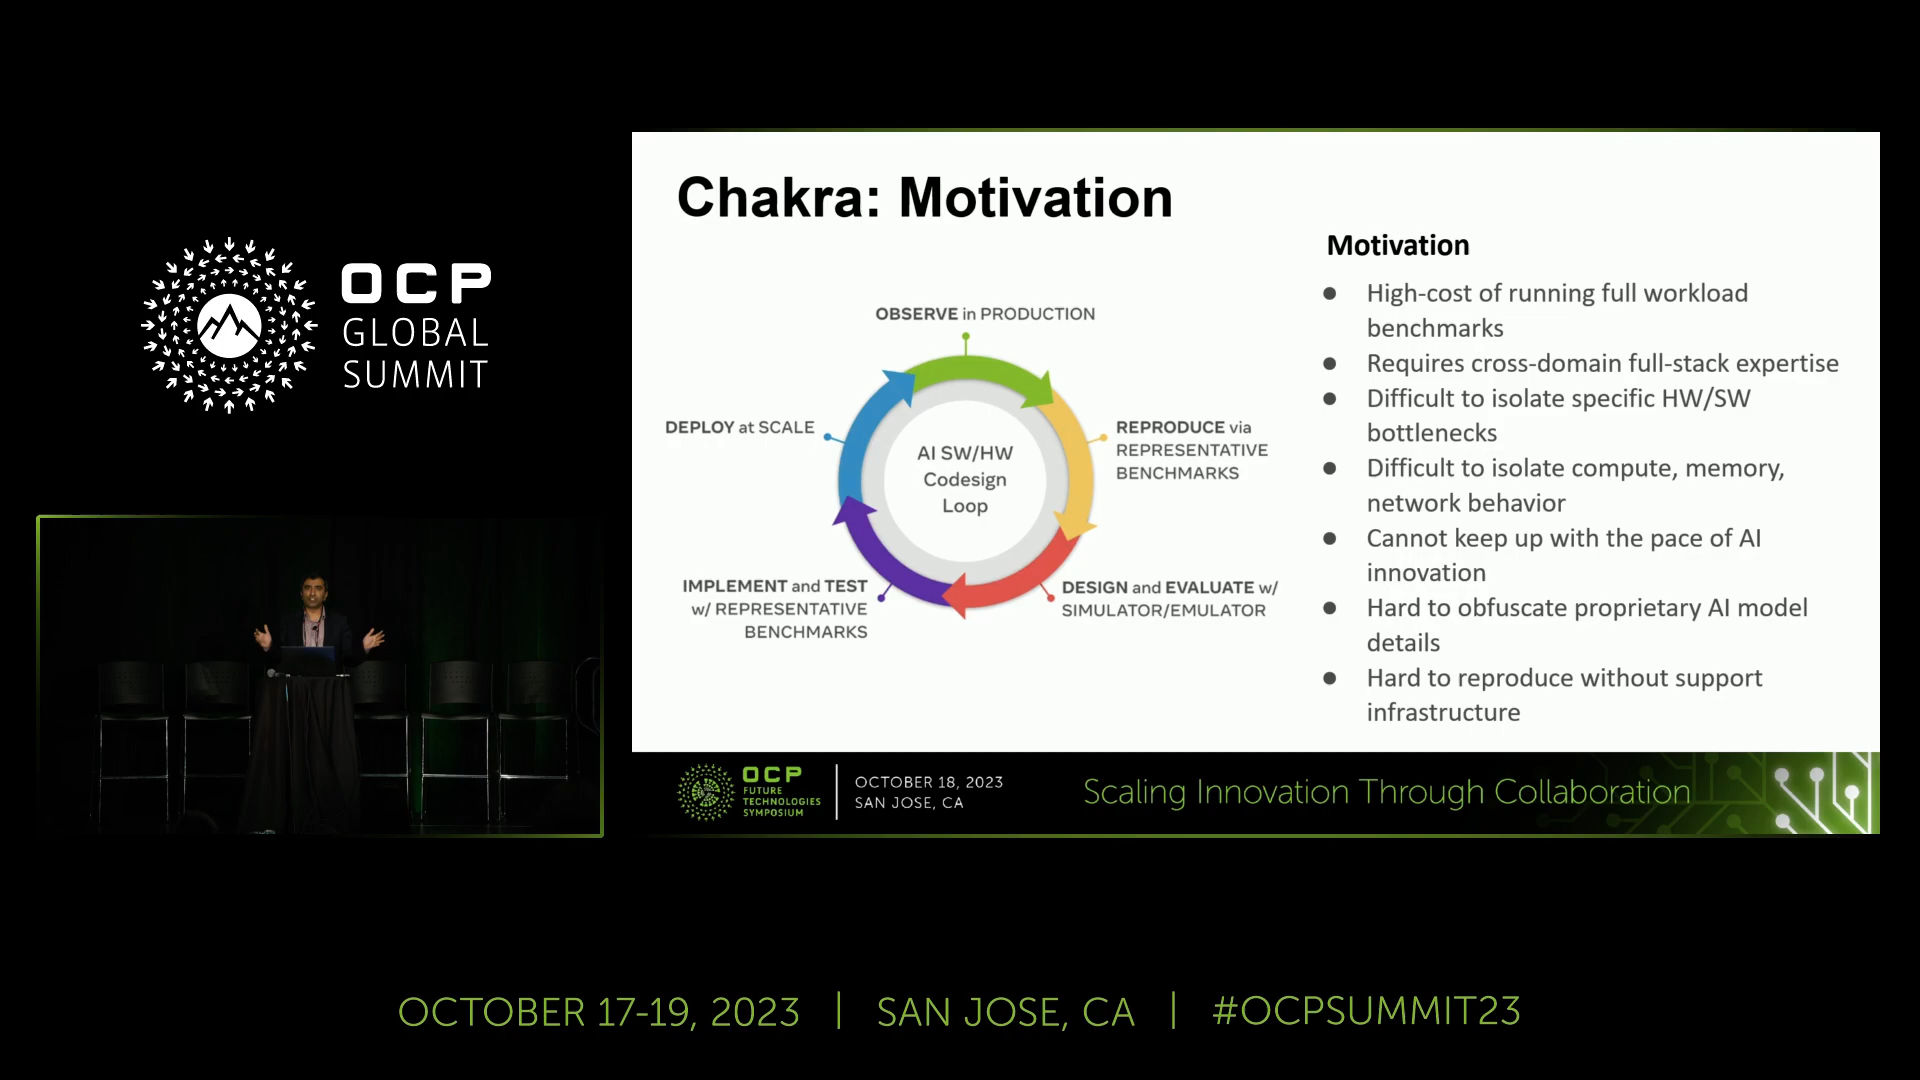 OCP
GLOBAL
SUMMIT
Chakra: Motivation
OBSERVE in PRODUCTION
DEPLOY at SCALE
REPRODUCE via
REPRESENTATIVE
BENCHMARKS
AI SW/HW
Codesign
Loop
IMPLEMENT and TEST
w/ REPRESENTATIVE
BENCHMARKS
DESIGN and EVALUATE w/
SIMULATOR/EMULATOR
Motivation
● High-cost of running full workload
benchmarks
● Requires cross-domain full-stack expertise
● Difficult to isolate specific HW/SW
bottlenecks
● Difficult to isolate compute, memory,
network behavior
● Cannot keep up with the pace of AI
innovation
● Hard to obfuscate proprietary AI model
details
● Hard to reproduce without support
infrastructure
OCP
FUTURE
TECHNOLOGIES
SYMPOSIUM
OCTOBER 18, 2023
SAN JOSE, CA
Scaling Innovation Through Collaboration
OCTOBER 17-19, 2023 | SAN JOSE, CA | #OCPSUMMIT23